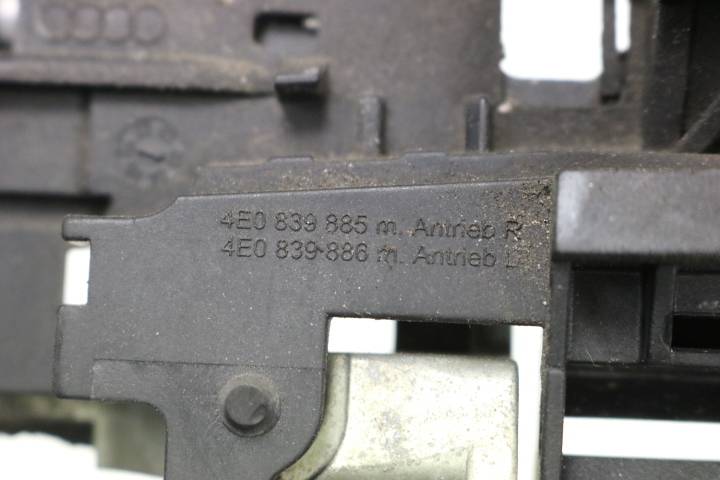 4E0 839 885 m. Antrieb R
4E0 839 886 m. Antrieb L